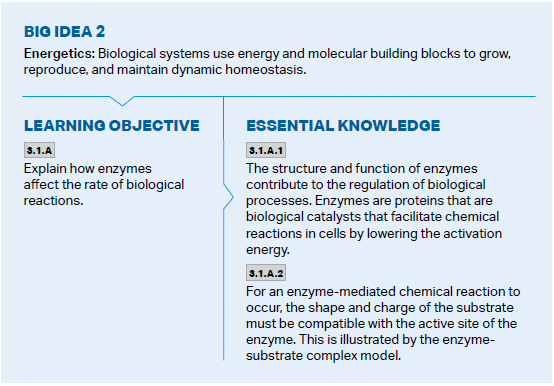 BIG IDEA 2
Energetics: Biological systems use energy and molecular building blocks to grow,
reproduce, and maintain dynamic homeostasis.
LEARNING OBJECTIVE
3.1.A
Explain how enzymes
affect the rate of biological
reactions.
ESSENTIAL KNOWLEDGE
3.1.A.1
The structure and function of enzymes
contribute to the regulation of biological
processes. Enzymes are proteins that are
biological catalysts that facilitate chemical
reactions in cells by lowering the activation
energy.
3.1.A.2
For an enzyme-mediated chemical reaction to
occur, the shape and charge of the substrate
must be compatible with the active site of the
enzyme. This is illustrated by the enzyme-
substrate complex model.